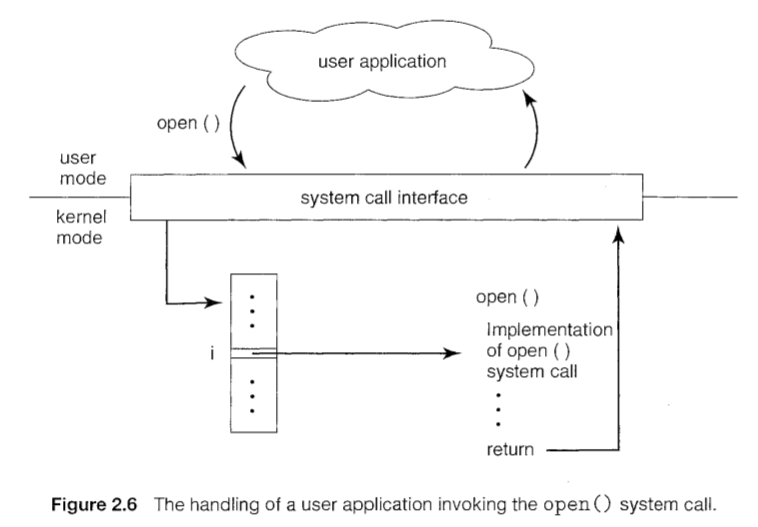 user application
open ( )
user
mode
system call interface
kernel
mode
open ( )
i
Implementation
of open ( )
system call
return
Figure 2.6 The handling of a user application invoking the open() system call.